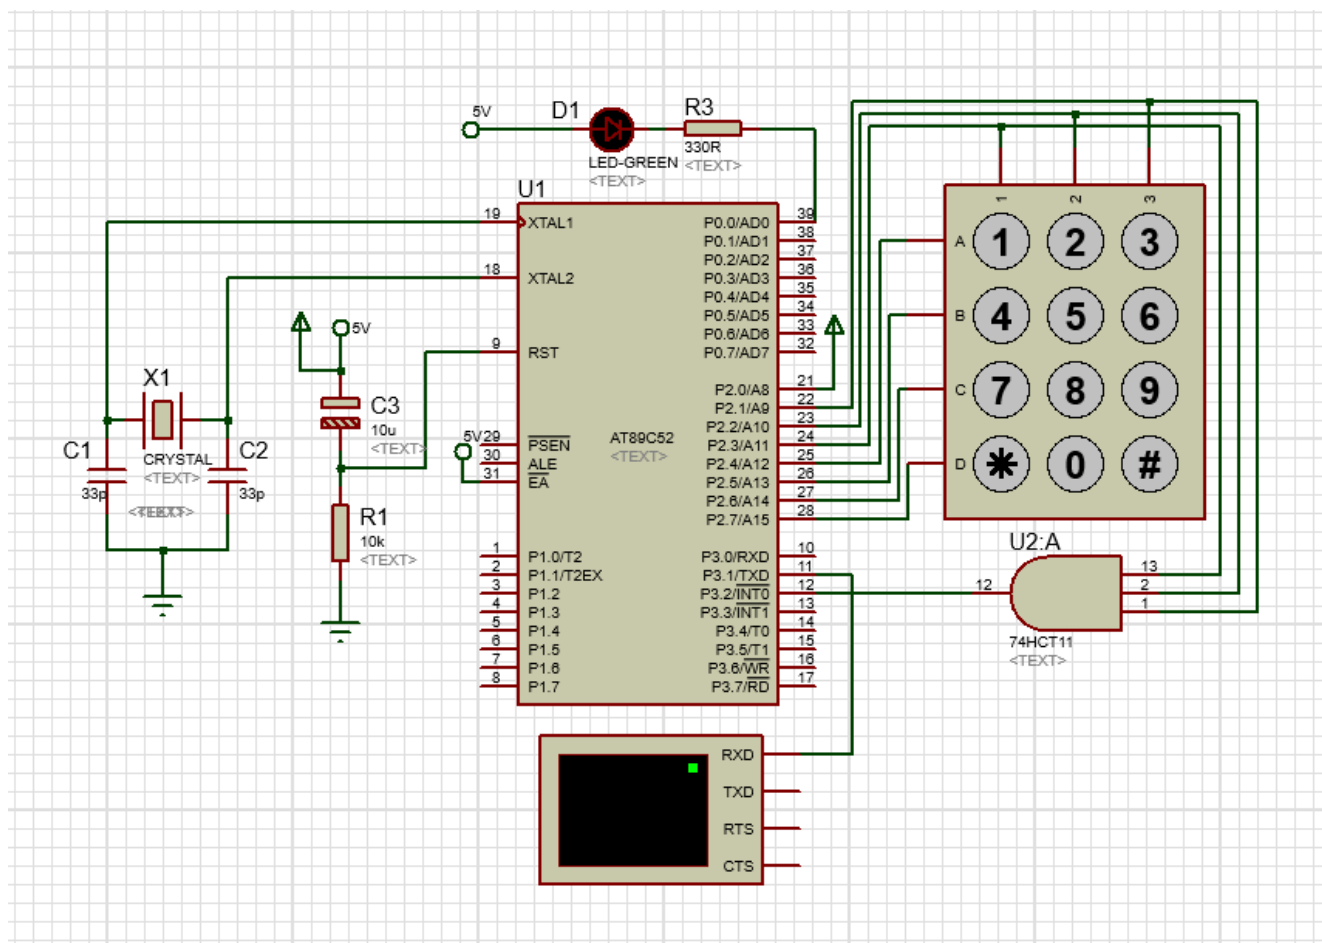 5V
D1
R3
330R
<TEXT>
LED-GREEN
<TEXT>
U1
19 XTAL1
18 XTAL2
9 RST
29 PSEN
30 ALE
31 EA
1 P1.0/T2
2 P1.1/T2EX
3 P1.2
4 P1.3
5 P1.4
6 P1.5
7 P1.6
8 P1.7
AT89C52
<TEXT>
P0.0/AD0 39
P0.1/AD1 38
P0.2/AD2 37
P0.3/AD3 36
P0.4/AD4 35
P0.5/AD5 34
P0.6/AD6 33
P0.7/AD7 32
P2.0/A8 21
P2.1/A9 22
P2.2/A10 23
P2.3/A11 24
P2.4/A12 25
P2.5/A13 26
P2.6/A14 27
P2.7/A15 28
P3.0/RXD 10
P3.1/TXD 11
P3.2/INT0 12
P3.3/INT1 13
P3.4/T0 14
P3.5/T1 15
P3.6/WR 16
P3.7/RD 17
5V
X1
CRYSTAL
<TEXT>
C1
33p
C2
33p
C3
10u
<TEXT>
5V
R1
10k
<TEXT>
1 2 3
A 1 2 3
B 4 5 6
C 7 8 9
D * 0 #
U2:A
12
13
2
1
74HCT11
<TEXT>
RXD
TXD
RTS
CTS